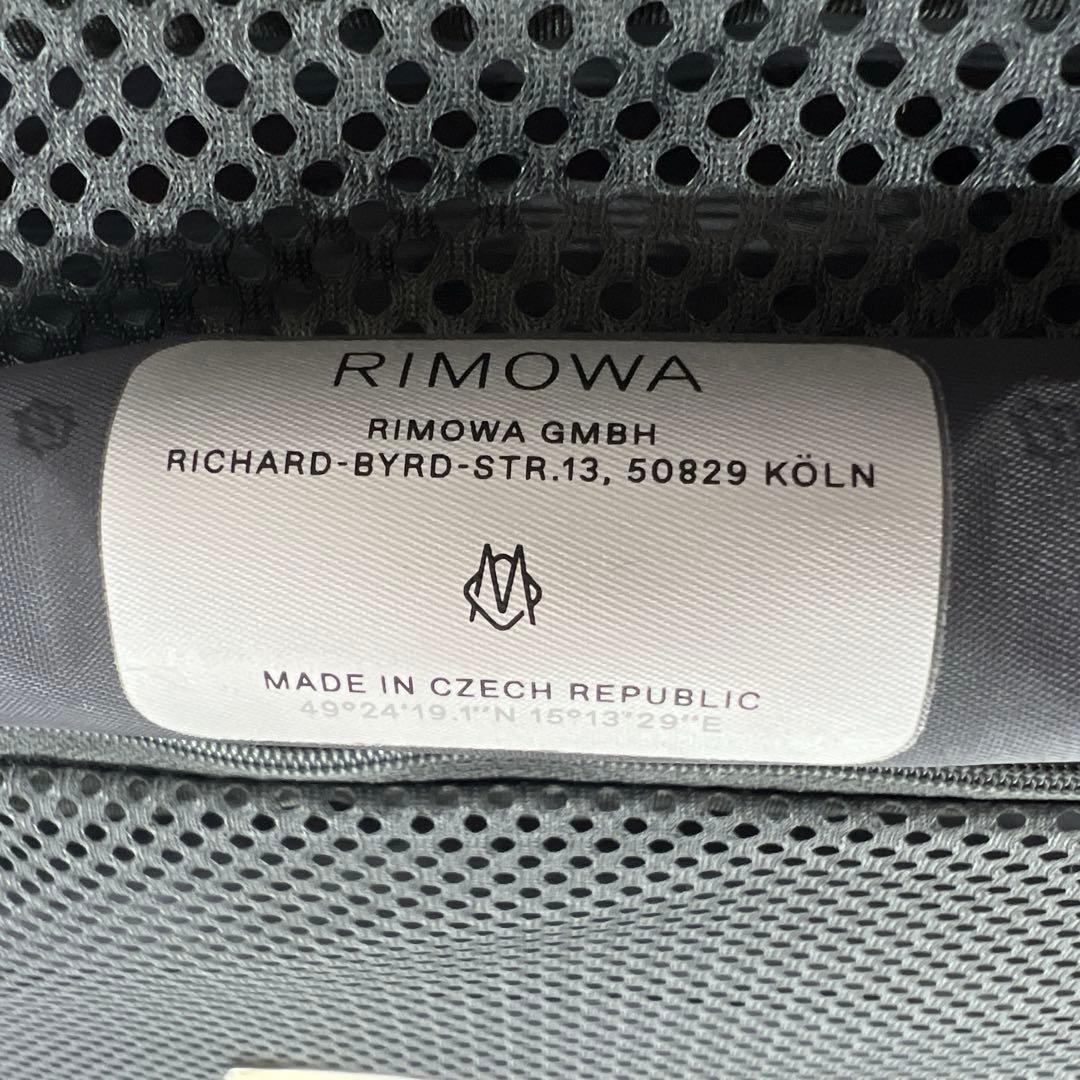 RIMOWA
RIMOWA GMBH
RICHARD-BYRD-STR.13, 50829 KÖLN
MADE IN CZECH REPUBLIC
49°24'19.1"N 15°13'29"E